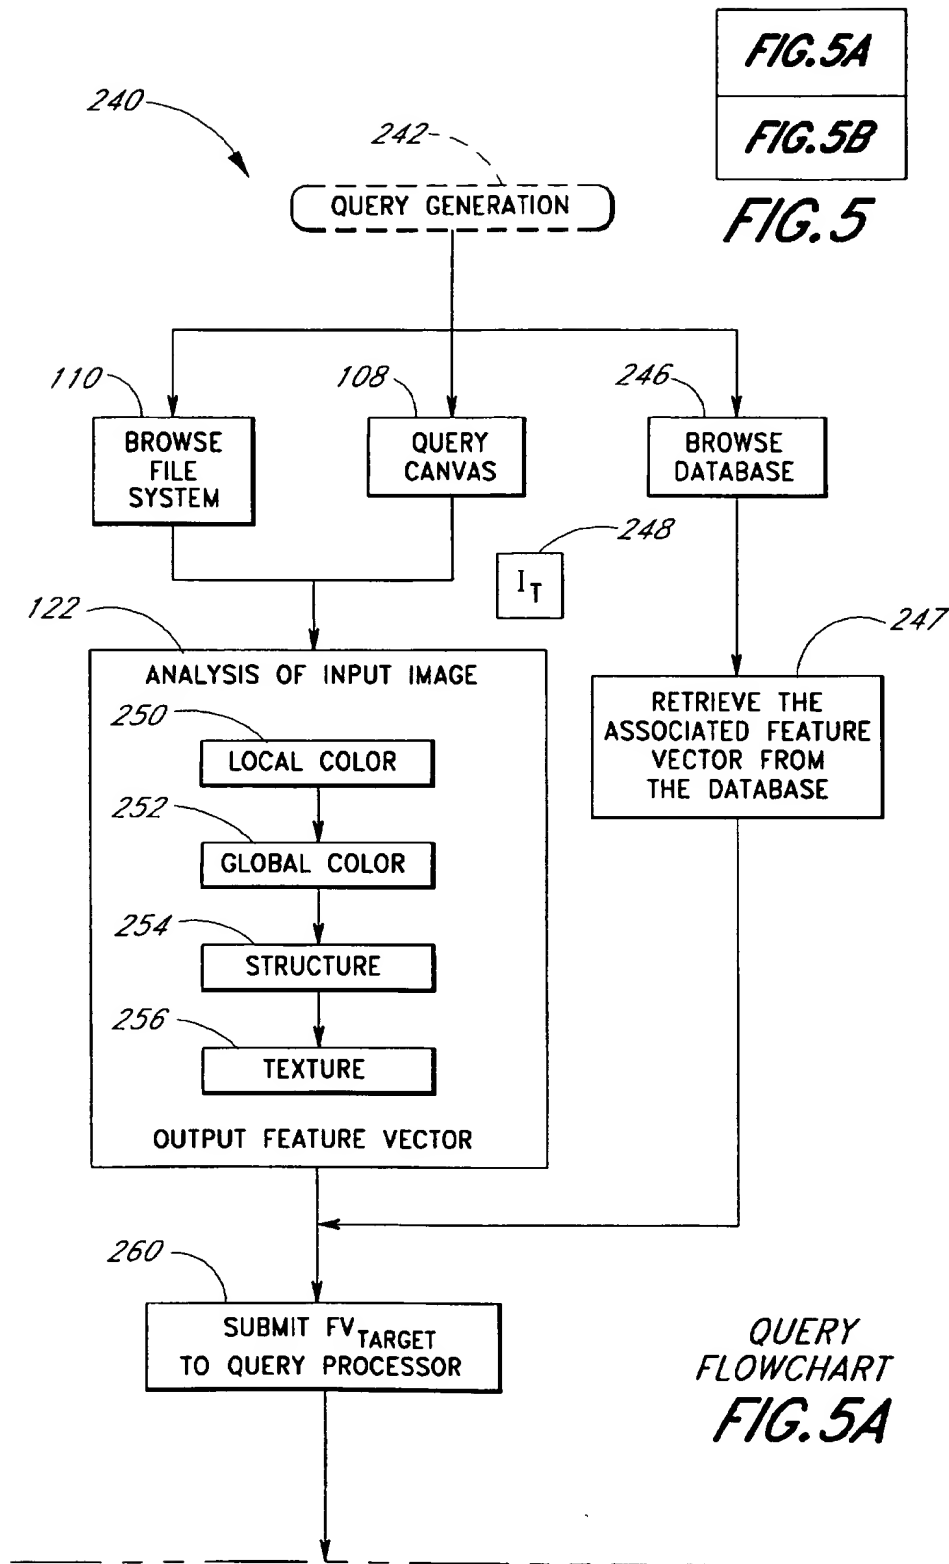 FIG.5A
FIG.5B
FIG.5
240
242
QUERY GENERATION
110
108
246
BROWSE
FILE
SYSTEM
QUERY
CANVAS
BROWSE
DATABASE
248
I_T
122
247
ANALYSIS OF INPUT IMAGE
RETRIEVE THE
ASSOCIATED FEATURE
VECTOR FROM
THE DATABASE
250
LOCAL COLOR
252
GLOBAL COLOR
254
STRUCTURE
256
TEXTURE
OUTPUT FEATURE VECTOR
260
SUBMIT FV_TARGET
TO QUERY PROCESSOR
QUERY
FLOWCHART
FIG.5A